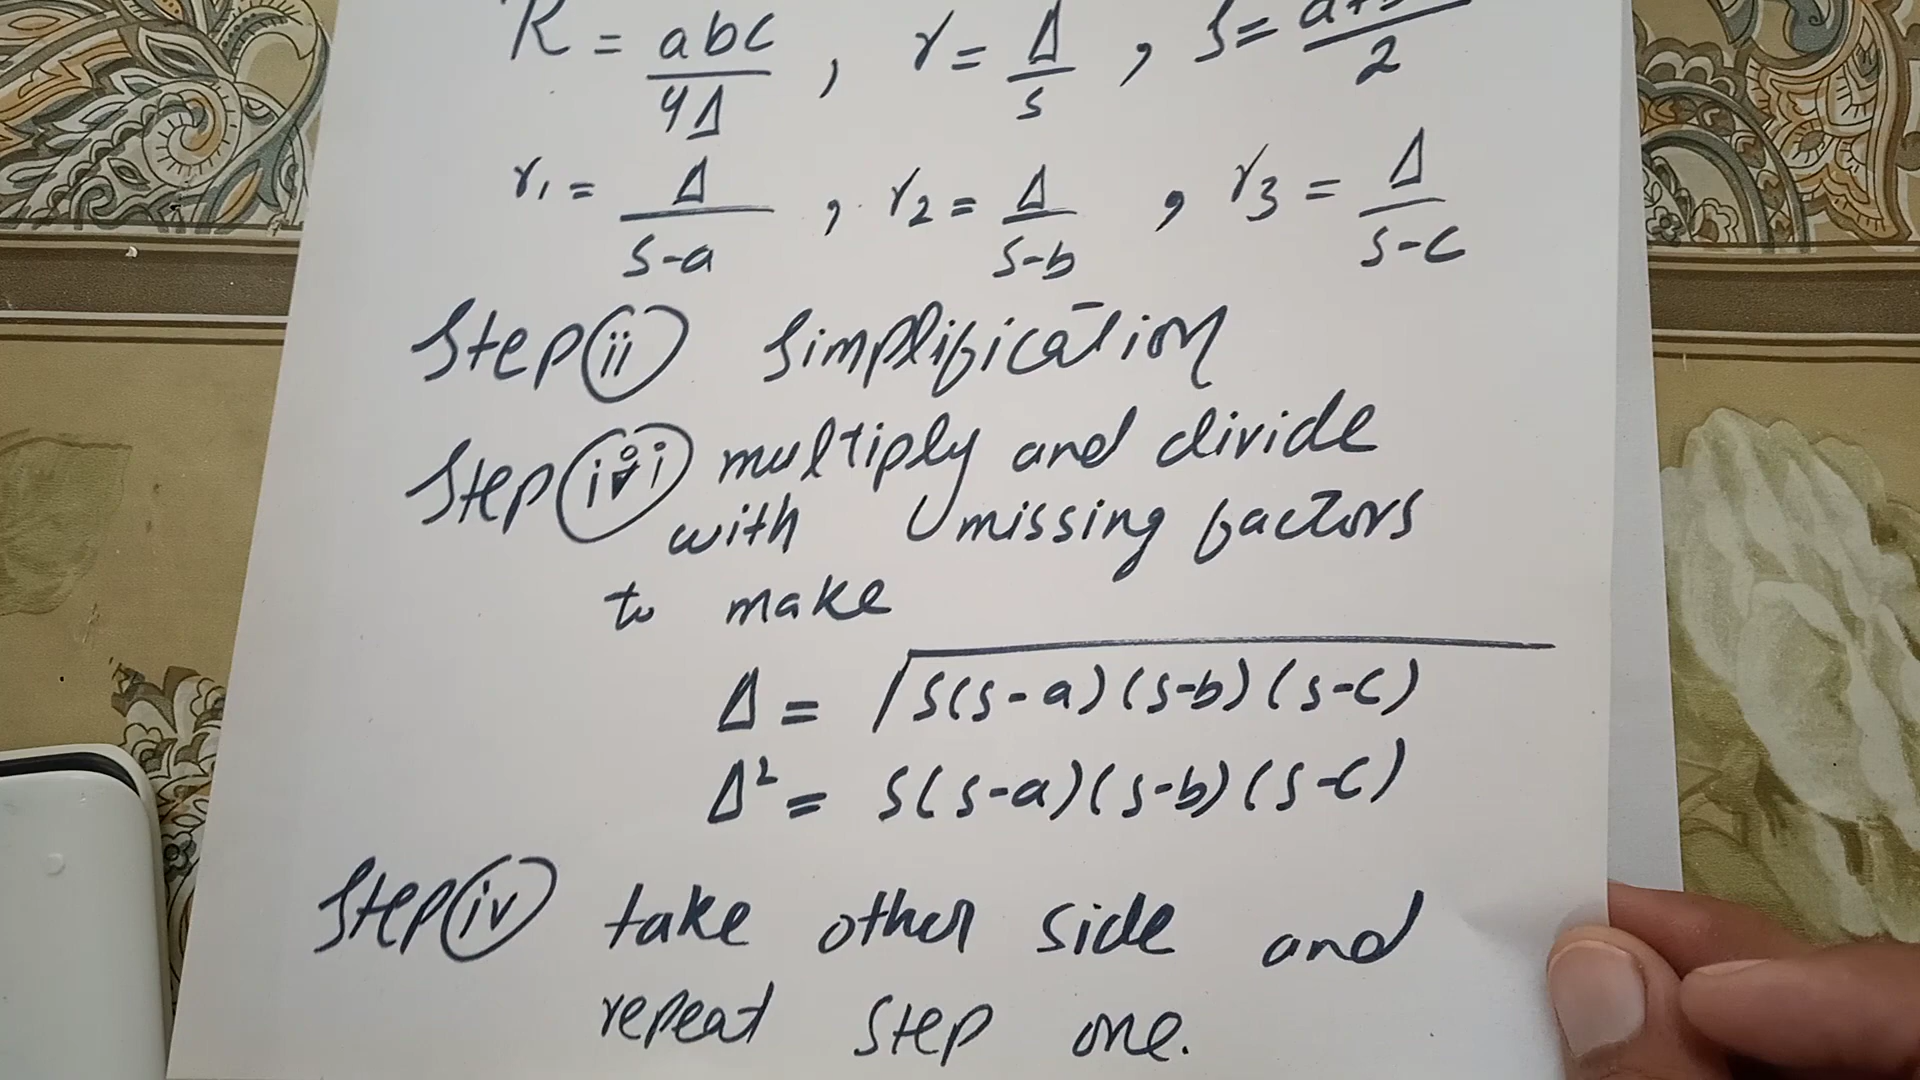 R = abc/4Δ , r = Δ/s , s = a+b/2
r1 = Δ/s-a , r2 = Δ/s-b , r3 = Δ/s-c
Step (ii) Simplification
Step (iii) multiply and divide
with missing factors
to make
Δ = √s(s-a)(s-b)(s-c)
Δ² = s(s-a)(s-b)(s-c)
Step (iv) take other side and
repeat step one.